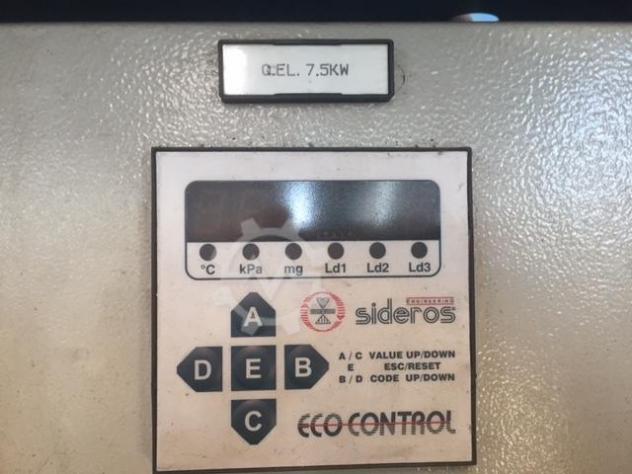 Q.EL. 7.5KW
°C kPa mg Ld1 Ld2 Ld3
A
D E B
C
ENGINEERING
sideros
A / C VALUE UP/DOWN
E ESC/RESET
B / D CODE UP/DOWN
ECO CONTROL